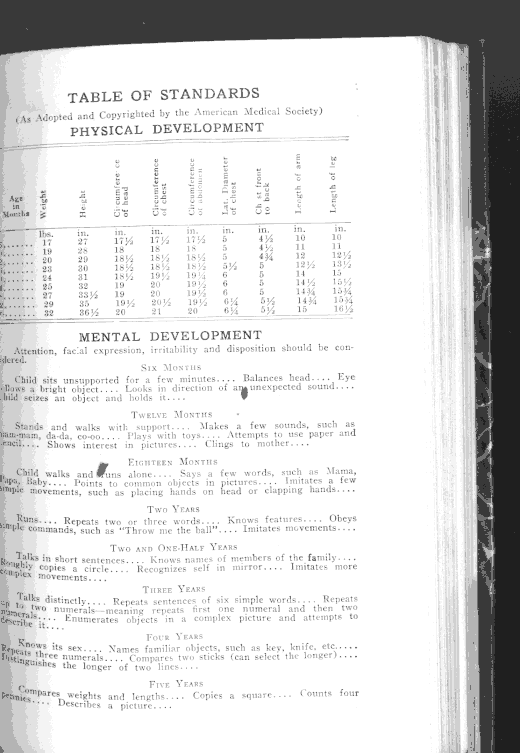 TABLE OF STANDARDS
(As Adopted and Copyrighted by the American Medical Society)
PHYSICAL DEVELOPMENT
Age in Months Weight Height Circumfere ce of head Circumference of chest Circumference of abdomen Lat. Diameter of chest Ch st front to back Length of arm Length of leg
lbs. in. in. in. in. in. in. in. in.
17 27 17½ 17½ 17½ 5 4½ 10 10
19 28 18 18 18 5 4½ 11 11
20 29 18½ 18½ 18½ 5 4¾ 12 12½
23 30 18½ 18½ 18½ 5½ 5 12½ 13½
24 31 18½ 19½ 19½ 6 5 14 15
25 32 19 20 19½ 6 5 14½ 15½
27 33½ 19 20 19½ 6 5 14¾ 15¾
29 35 19½ 20½ 19½ 6¼ 5½ 14¾ 15¾
32 36½ 20 21 20 6¼ 5½ 15 16½
MENTAL DEVELOPMENT
Attention, facial expression, irritability and disposition should be con-
idered.
SIX MONTHS
Child sits unsupported for a few minutes.... Balances head.... Eye
llows a bright object.... Looks in direction of an unexpected sound....
hild seizes an object and holds it....
TWELVE MONTHS
Stands and walks with support.... Makes a few sounds, such as
am-mam, da-da, co-oo.... Plays with toys.... Attempts to use paper and
encil.... Shows interest in pictures.... Clings to mother....
EIGHTEEN MONTHS
Child walks and runs alone.... Says a few words, such as Mama,
Papa, Baby.... Points to common objects in pictures.... Imitates a few
simple movements, such as placing hands on head or clapping hands....
TWO YEARS
Runs.... Repeats two or three words.... Knows features.... Obeys
simple commands, such as "Throw me the ball".... Imitates movements....
TWO AND ONE-HALF YEARS
Talks in short sentences.... Knows names of members of the family....
Roughly copies a circle.... Recognizes self in mirror.... Imitates more
complex movements....
THREE YEARS
Talks distinctly.... Repeats sentences of six simple words.... Repeats
up to two numerals—meaning repeats first one numeral and then two
numerals.... Enumerates objects in a complex picture and attempts to
describe it....
FOUR YEARS
Knows its sex.... Names familiar objects, such as key, knife, etc.....
Repeats three numerals.... Compares two sticks (can select the longer)....
Distinguishes the longer of two lines....
FIVE YEARS
Compares weights and lengths.... Copies a square.... Counts four
pennies.... Describes a picture....